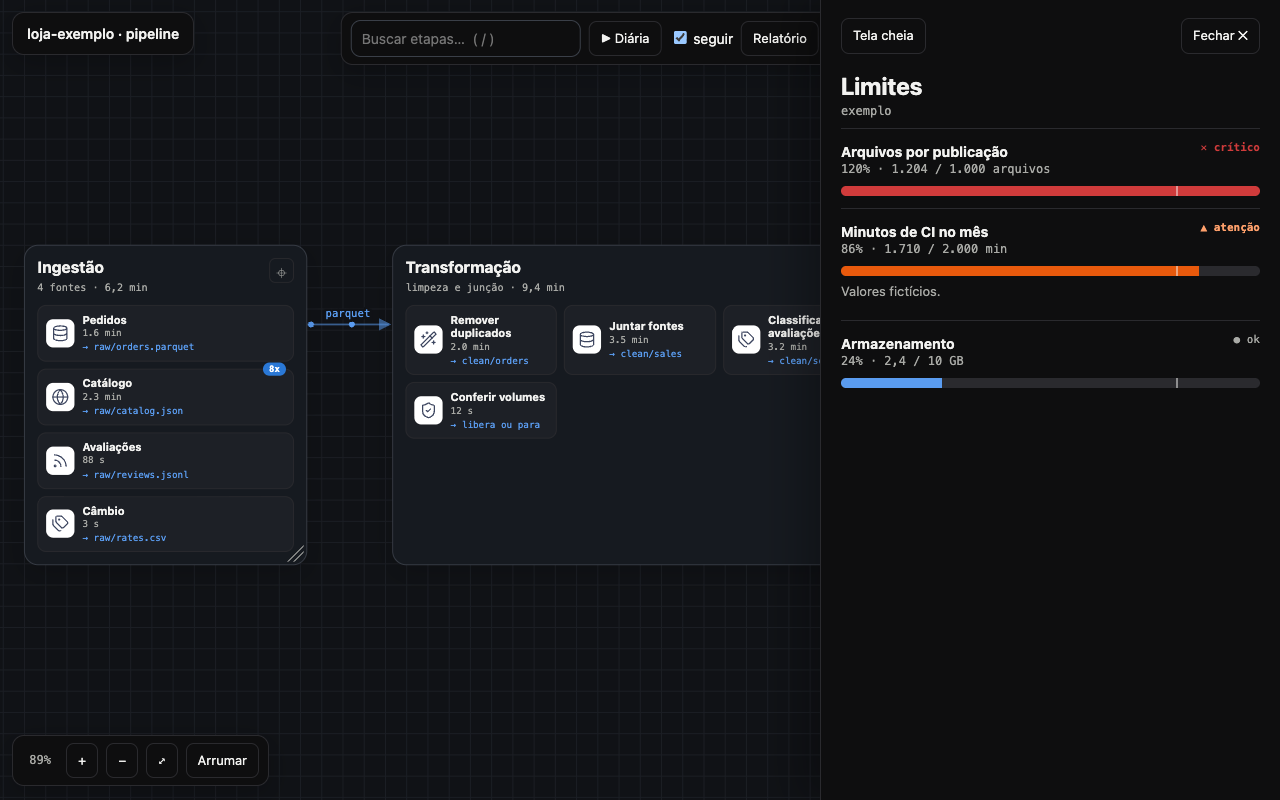 loja-exemplo · pipeline
Buscar etapas... ( / )
▶ Diária
seguir
Relatório
Ingestão
4 fontes · 6,2 min
Pedidos
1.6 min
→ raw/orders.parquet
8x
Catálogo
2.3 min
→ raw/catalog.json
Avaliações
88 s
→ raw/reviews.jsonl
Câmbio
3 s
→ raw/rates.csv
parquet
Transformação
limpeza e junção · 9,4 min
Remover
duplicados
2.0 min
→ clean/orders
Juntar fontes
3.5 min
→ clean/sales
Classifica
avaliaçõe
3.2 min
→ clean/s
Conferir volumes
12 s
→ libera ou para
89%
+
−
⤢
Arrumar
Tela cheia
Fechar ✕
Limites
exemplo
Arquivos por publicação
× crítico
120% · 1.204 / 1.000 arquivos
Minutos de CI no mês
▲ atenção
86% · 1.710 / 2.000 min
Valores fictícios.
Armazenamento
● ok
24% · 2,4 / 10 GB